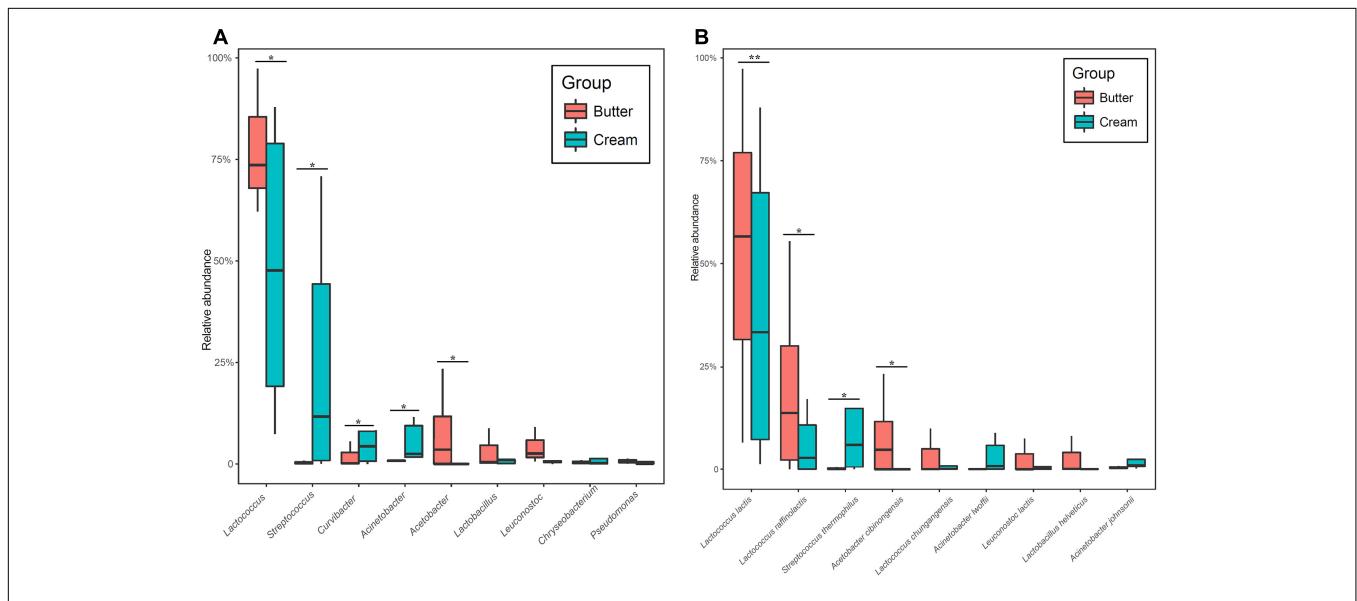 A
100%
75%
50%
25%
0
Relative abundance
*
*
*
*
*
Group
Butter
Cream
Lactococcus
Streptococcus
Curvibacter
Acinetobacter
Acetobacter
Lactobacillus
Leuconostoc
Chryseobacterium
Pseudomonas
B
100%
75%
50%
25%
0
Relative abundance
**
*
*
*
Group
Butter
Cream
Lactococcus lactis
Lactococcus raffinolactis
Streptococcus thermophilus
Acetobacter cibinongensis
Lactococcus chungangensis
Acinetobacter lwoffii
Leuconostoc lactis
Lactobacillus helveticus
Acinetobacter johnsonii